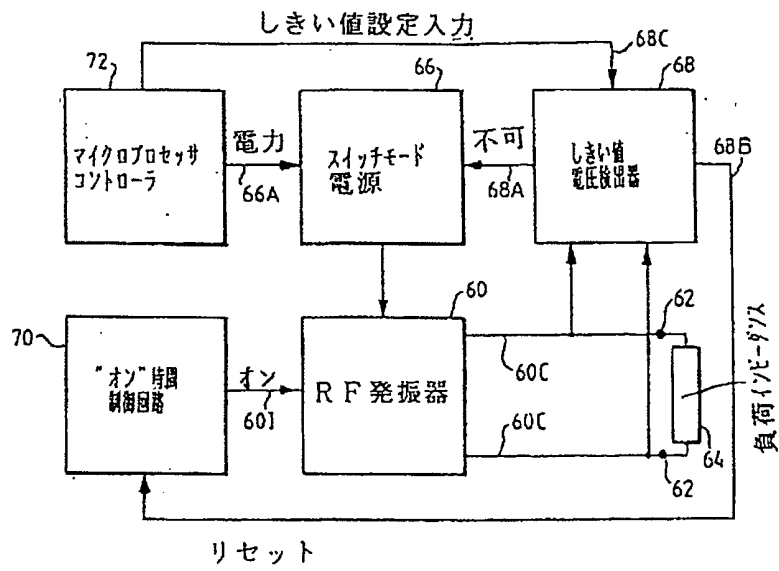 しきい値設定入力
68C
72
66
68
マイクロプロセッサ
コントローラ
電力
66A
スイッチモード
電源
不可
68A
しきい値
電圧検出器
68B
70
"オン"時間
制御回路
オン
60I
60
RF発振器
60C
60C
62
62
64
負荷インピーダンス
リセット